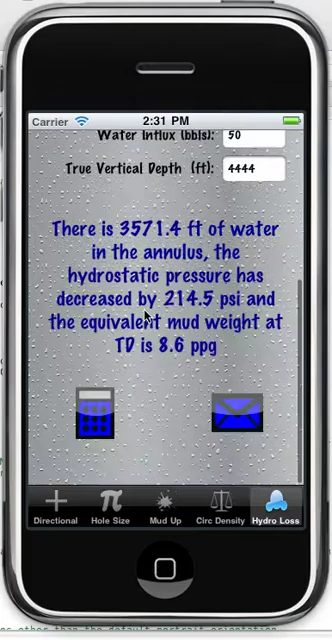 Carrier 2:31 PM
Water Influx (bbls): 50
True Vertical Depth (ft): 4444
There is 3571.4 ft of water
in the annulus, the
hydrostatic pressure has
decreased by 214.5 psi and
the equivalent mud weight at
TD is 8.6 ppg
Directional Hole Size Mud Up Circ Density Hydro Loss